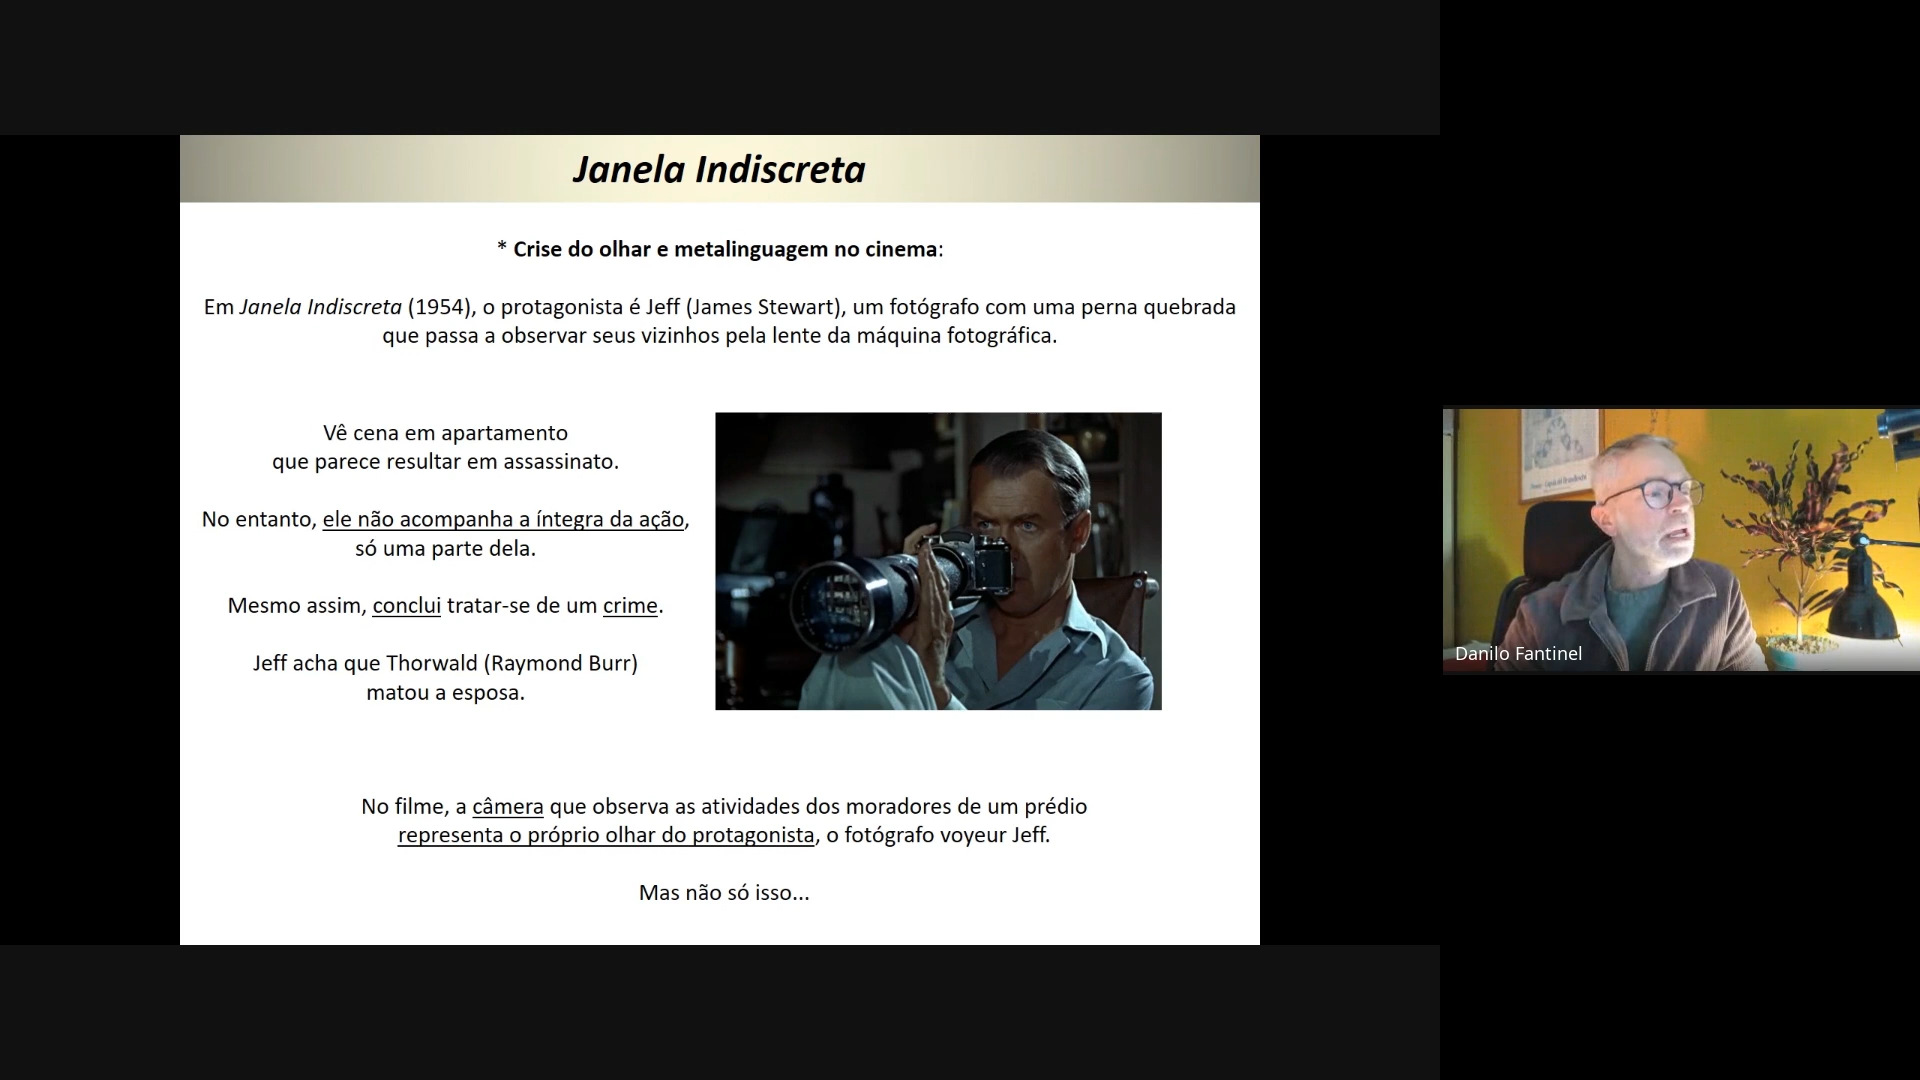 Janela Indiscreta
* Crise do olhar e metalinguagem no cinema:
Em Janela Indiscreta (1954), o protagonista é Jeff (James Stewart), um fotógrafo com uma perna quebrada
que passa a observar seus vizinhos pela lente da máquina fotográfica.
Vê cena em apartamento
que parece resultar em assassinato.
No entanto, ele não acompanha a íntegra da ação,
só uma parte dela.
Mesmo assim, conclui tratar-se de um crime.
Jeff acha que Thorwald (Raymond Burr)
matou a esposa.
No filme, a câmera que observa as atividades dos moradores de um prédio
representa o próprio olhar do protagonista, o fotógrafo voyeur Jeff.
Mas não só isso...
Danilo Fantinel